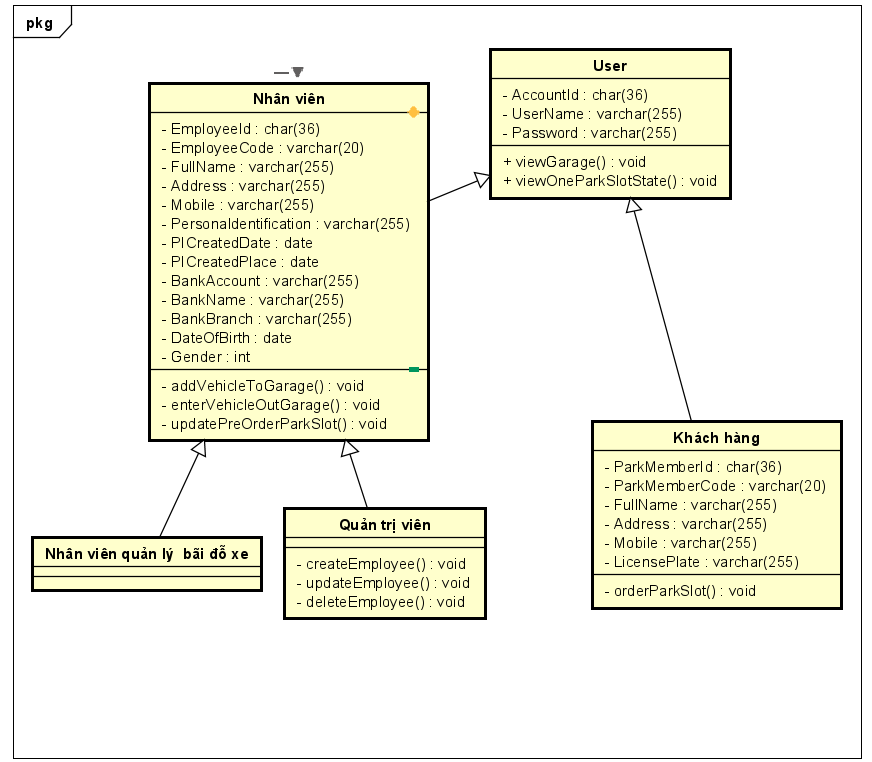 pkg
User
- AccountId : char(36)
- UserName : varchar(255)
- Password : varchar(255)
+ viewGarage() : void
+ viewOneParkSlotState() : void
Nhân viên
- EmployeeId : char(36)
- EmployeeCode : varchar(20)
- FullName : varchar(255)
- Address : varchar(255)
- Mobile : varchar(255)
- PersonaIdentification : varchar(255)
- PICreatedDate : date
- PICreatedPlace : date
- BankAccount : varchar(255)
- BankName : varchar(255)
- BankBranch : varchar(255)
- DateOfBirth : date
- Gender : int
- addVehicleToGarage() : void
- enterVehicleOutGarage() : void
- updatePreOrderParkSlot() : void
Khách hàng
- ParkMemberId : char(36)
- ParkMemberCode : varchar(20)
- FullName : varchar(255)
- Address : varchar(255)
- Mobile : varchar(255)
- LicensePlate : varchar(255)
- orderParkSlot() : void
Nhân viên quản lý bãi đỗ xe
Quản trị viên
- createEmployee() : void
- updateEmployee() : void
- deleteEmployee() : void